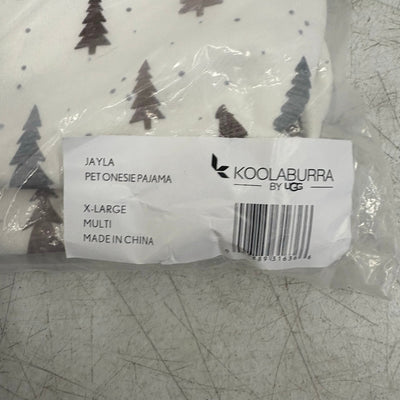 JAYLA
PET ONESIE PAJAMA
X-LARGE
MULTI
MADE IN CHINA
KOOLABURRA
BY UGG